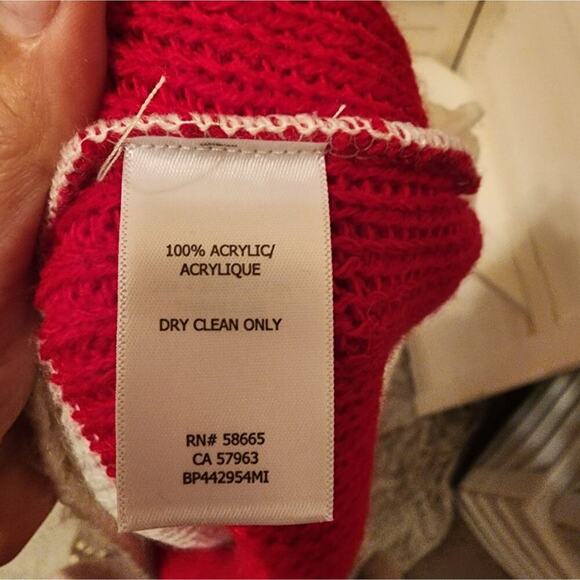 100% ACRYLIC/
ACRYLIQUE
DRY CLEAN ONLY
RN# 58665
CA 57963
BP442954MI